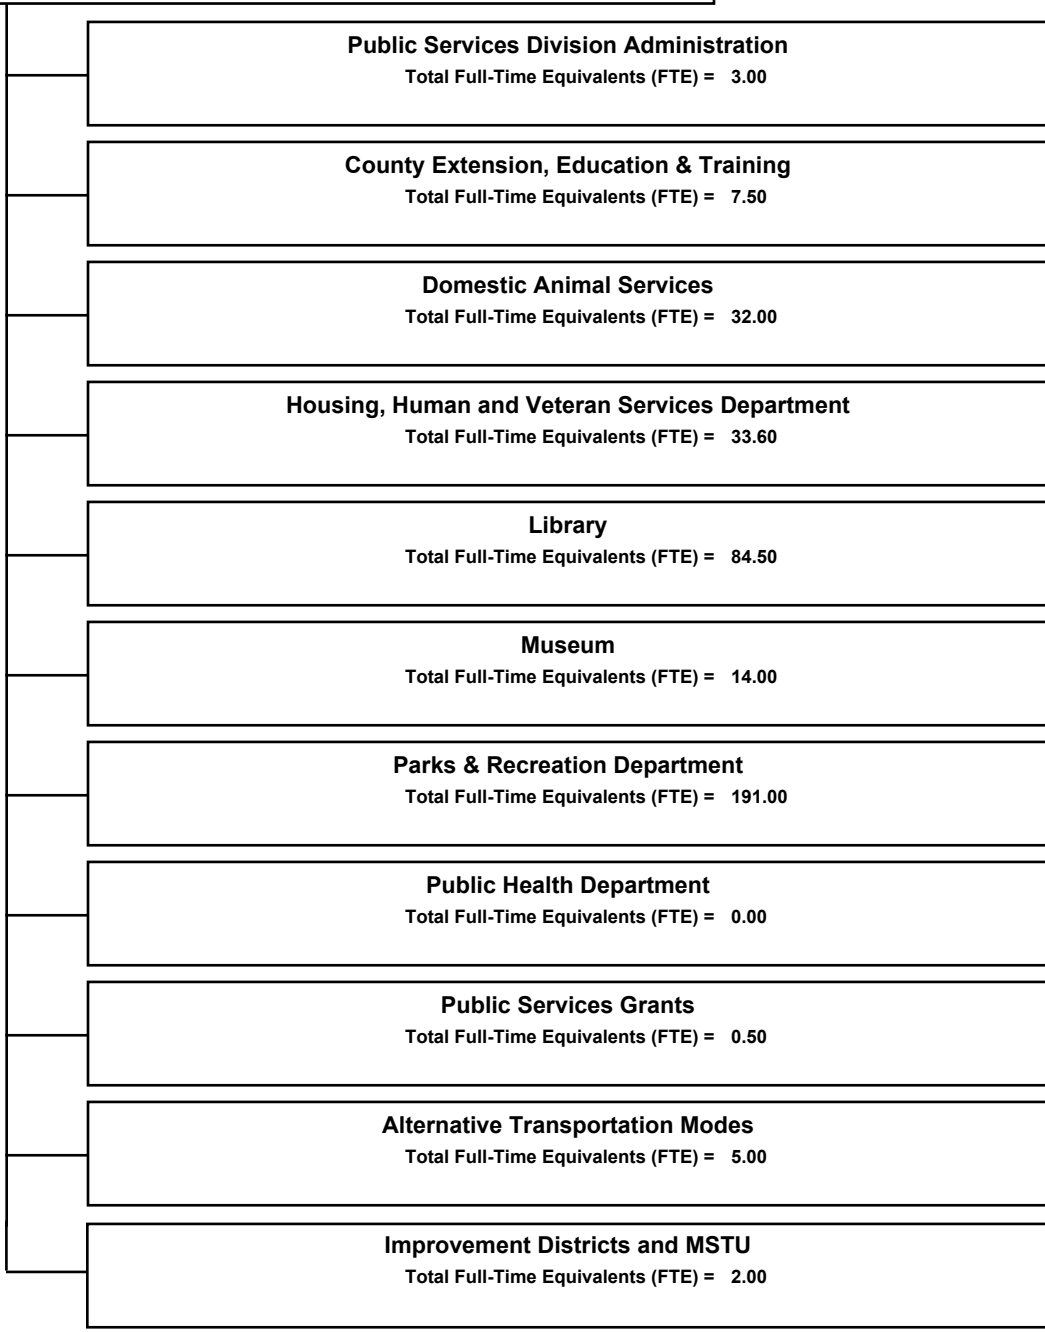 Public Services Division Administration
Total Full-Time Equivalents (FTE) = 3.00
County Extension, Education & Training
Total Full-Time Equivalents (FTE) = 7.50
Domestic Animal Services
Total Full-Time Equivalents (FTE) = 32.00
Housing, Human and Veteran Services Department
Total Full-Time Equivalents (FTE) = 33.60
Library
Total Full-Time Equivalents (FTE) = 84.50
Museum
Total Full-Time Equivalents (FTE) = 14.00
Parks & Recreation Department
Total Full-Time Equivalents (FTE) = 191.00
Public Health Department
Total Full-Time Equivalents (FTE) = 0.00
Public Services Grants
Total Full-Time Equivalents (FTE) = 0.50
Alternative Transportation Modes
Total Full-Time Equivalents (FTE) = 5.00
Improvement Districts and MSTU
Total Full-Time Equivalents (FTE) = 2.00